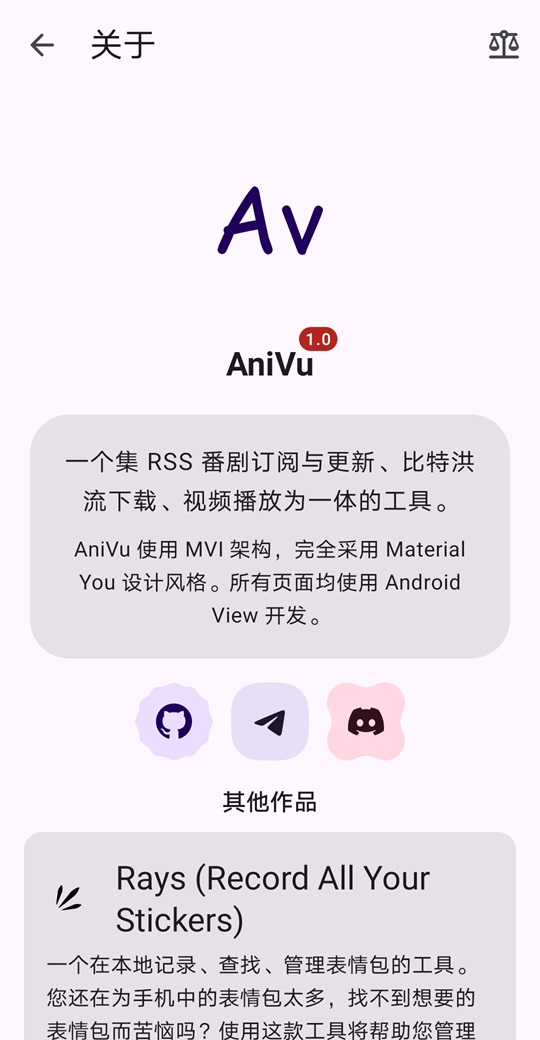 关于
Av
1.0
AniVu
一个集 RSS 番剧订阅与更新、比特洪
流下载、视频播放为一体的工具。
AniVu 使用 MVI 架构，完全采用 Material
You 设计风格。所有页面均使用 Android
View 开发。
其他作品
Rays (Record All Your
Stickers)
一个在本地记录、查找、管理表情包的工具。
您还在为手机中的表情包太多，找不到想要的
表情包而苦恼吗？使用这款工具将帮助您管理